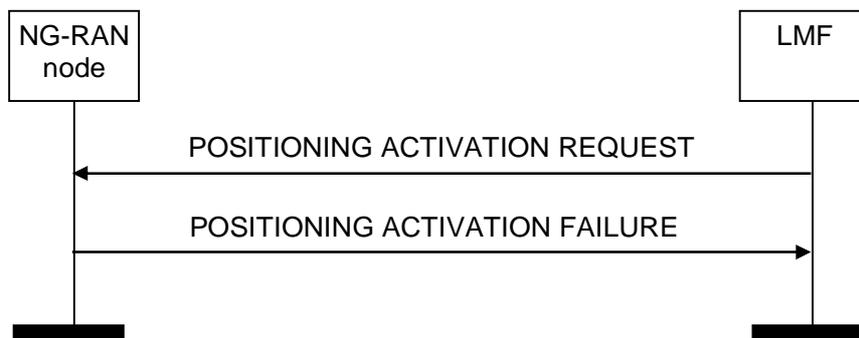 NG-RAN
node
LMF
POSITIONING ACTIVATION REQUEST
POSITIONING ACTIVATION FAILURE